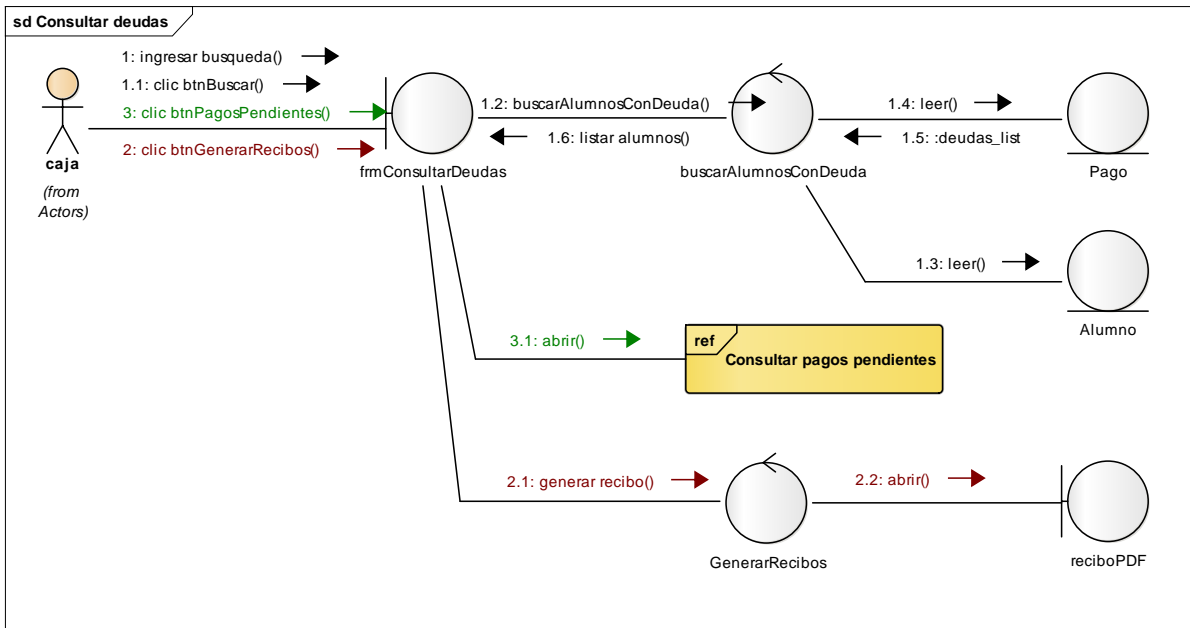 sd Consultar deudas
1: ingresar busqueda()
1.1: clic btnBuscar()
3: clic btnPagosPendientes()
2: clic btnGenerarRecibos()
caja
(from
Actors)
frmConsultarDeudas
1.2: buscarAlumnosConDeuda()
1.6: listar alumnos()
buscarAlumnosConDeuda
1.4: leer()
1.5: :deudas_list
Pago
1.3: leer()
Alumno
3.1: abrir()
ref
Consultar pagos pendientes
2.1: generar recibo()
GenerarRecibos
2.2: abrir()
reciboPDF